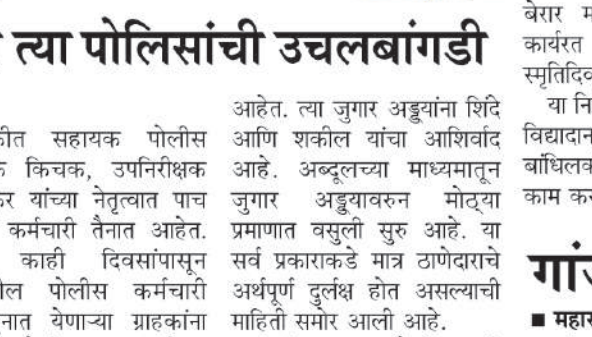 त्या पोलिसांची उचलबांगडी
सहायक पोलीस
किचक, उपनिरीक्षक
यांच्या नेतृत्वात पाच
कर्मचारी तैनात आहेत.
काही दिवसांपासून
पोलीस कर्मचारी
येणाऱ्या ग्राहकांना
आहेत. त्या जुगार अड्ड्यांना शिंदे
आणि शकील यांचा आशिर्वाद
आहे. अब्दूलच्या माध्यमातून
जुगार अड्ड्यावरुन मोठ्या
प्रमाणात वसुली सुरु आहे. या
सर्व प्रकाराकडे मात्र ठाणेदाराचे
अर्थपूर्ण दुर्लक्ष होत असल्याची
माहिती समोर आली आहे.
बेरार
कार्यरत
या
विद्यादान
काम
■